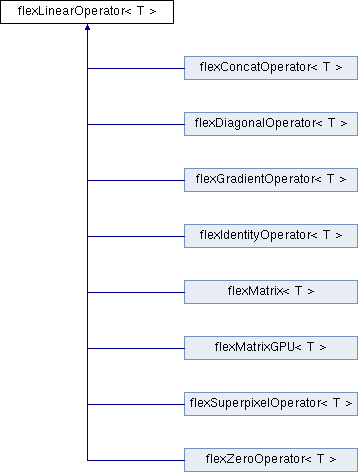 flexLinearOperator< T >
flexConcatOperator< T >
flexDiagonalOperator< T >
flexGradientOperator< T >
flexIdentityOperator< T >
flexMatrix< T >
flexMatrixGPU< T >
flexSuperpixelOperator< T >
flexZeroOperator< T >